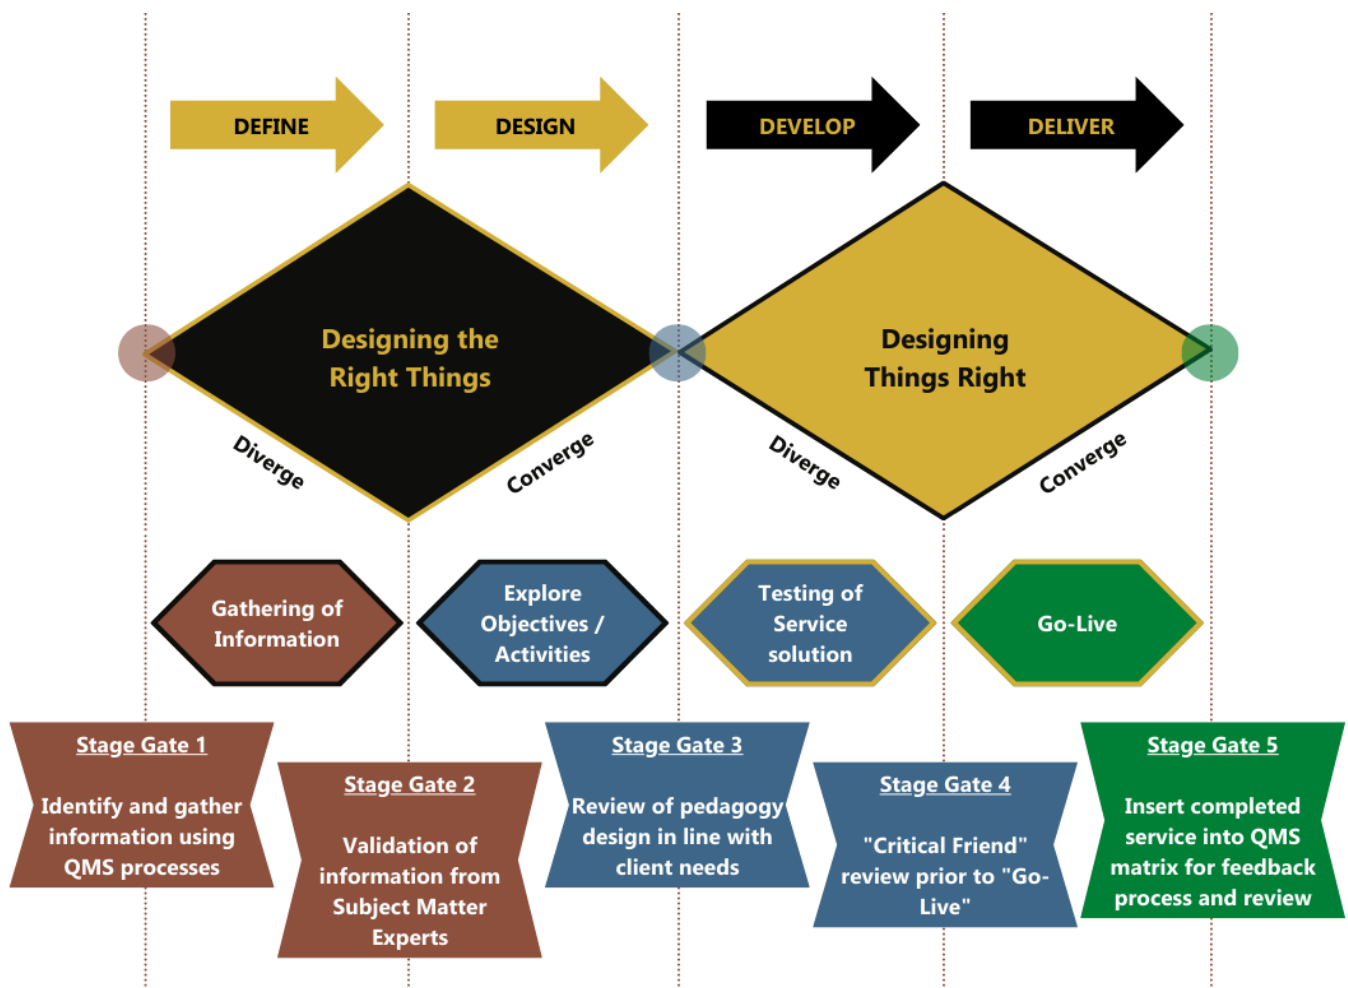 DEFINE
DESIGN
DEVELOP
DELIVER
Designing the
Right Things
Designing
Things Right
Diverge
Converge
Diverge
Converge
Gathering of
Information
Explore
Objectives /
Activities
Testing of
Service
solution
Go-Live
Stage Gate 1
Identify and gather
information using
QMS processes
Stage Gate 2
Validation of
information from
Subject Matter
Experts
Stage Gate 3
Review of pedagogy
design in line with
client needs
Stage Gate 4
"Critical Friend"
review prior to "Go-
Live"
Stage Gate 5
Insert completed
service into QMS
matrix for feedback
process and review